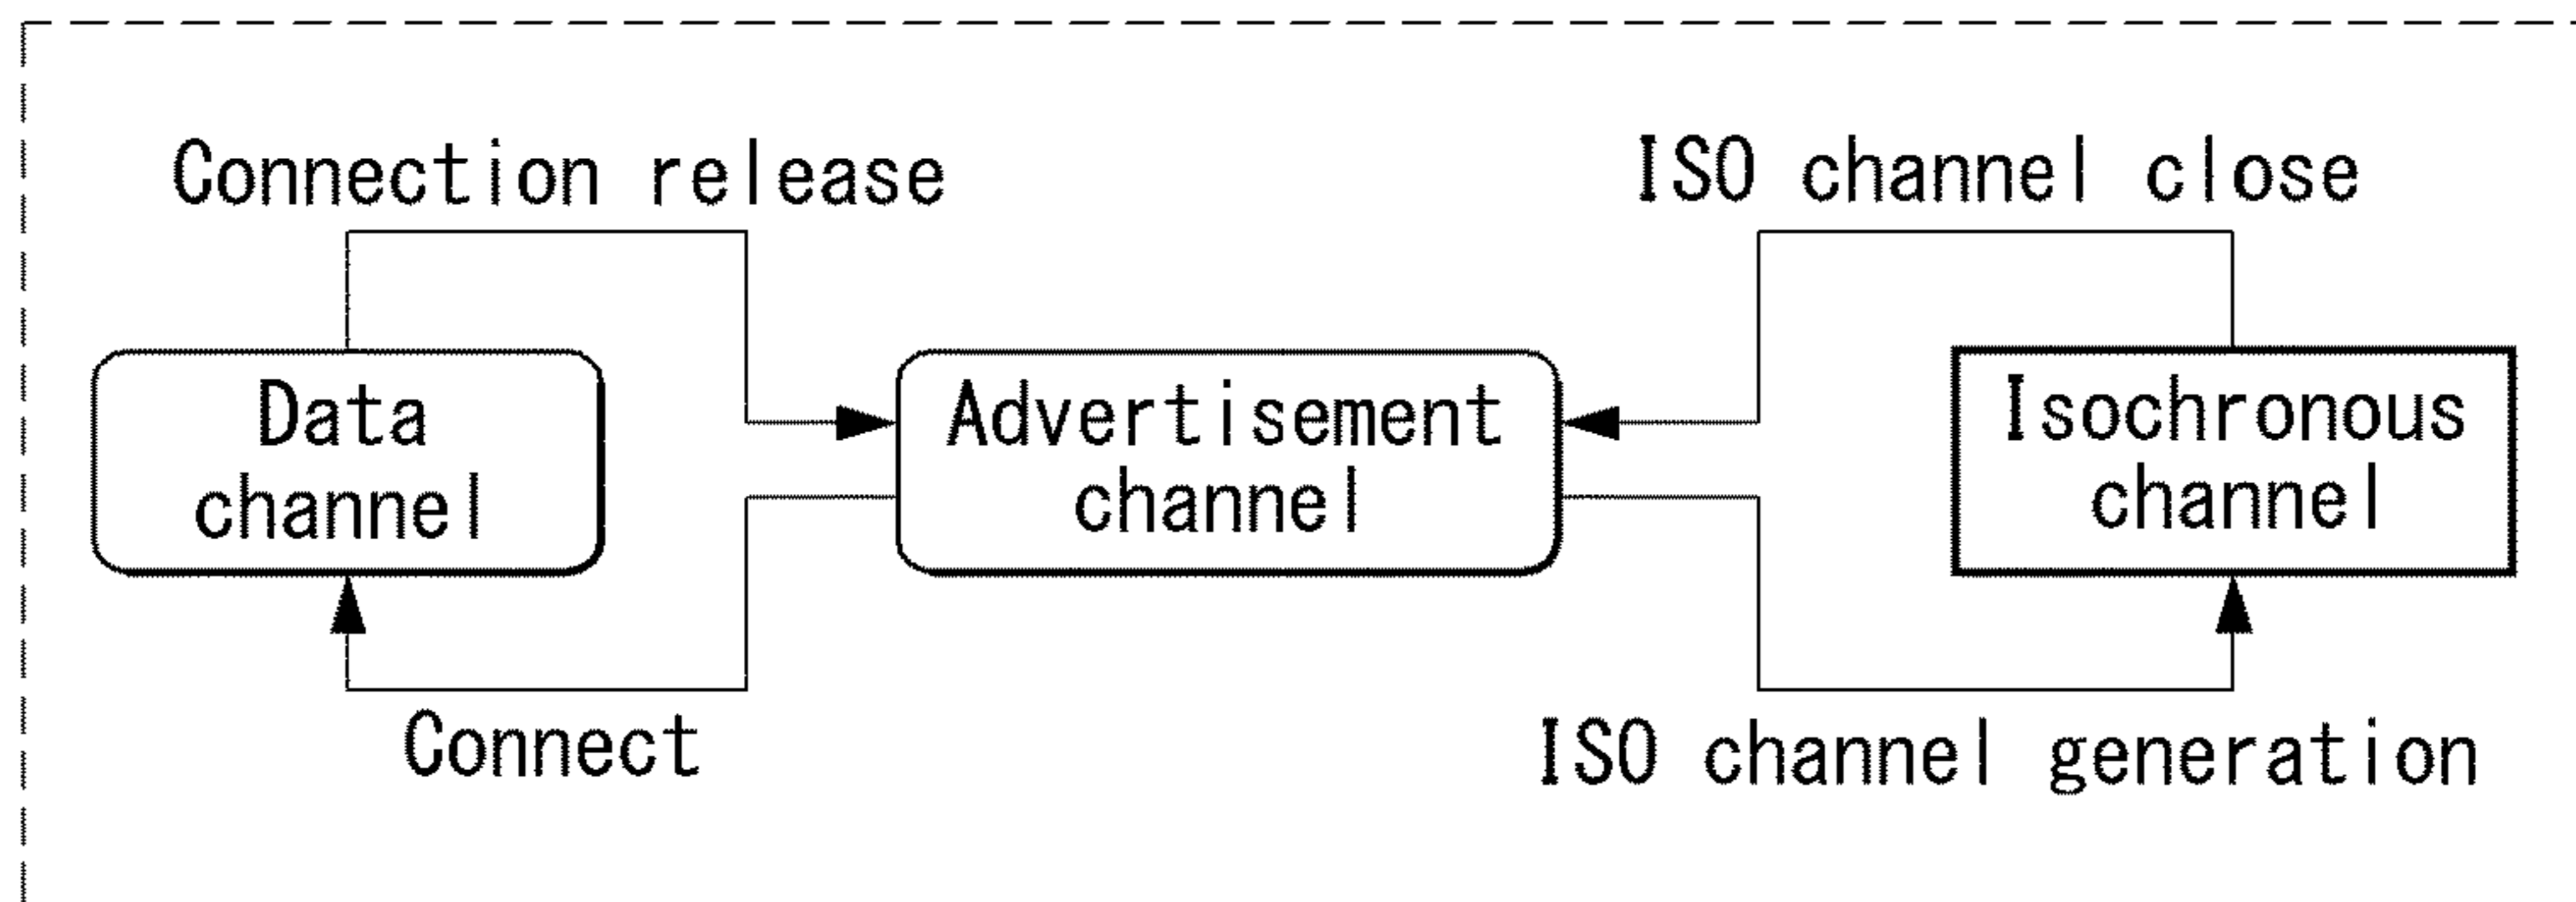 Connection release
ISO channel close
Data
channel
Advertisement
channel
Isochronous
channel
Connect
ISO channel generation